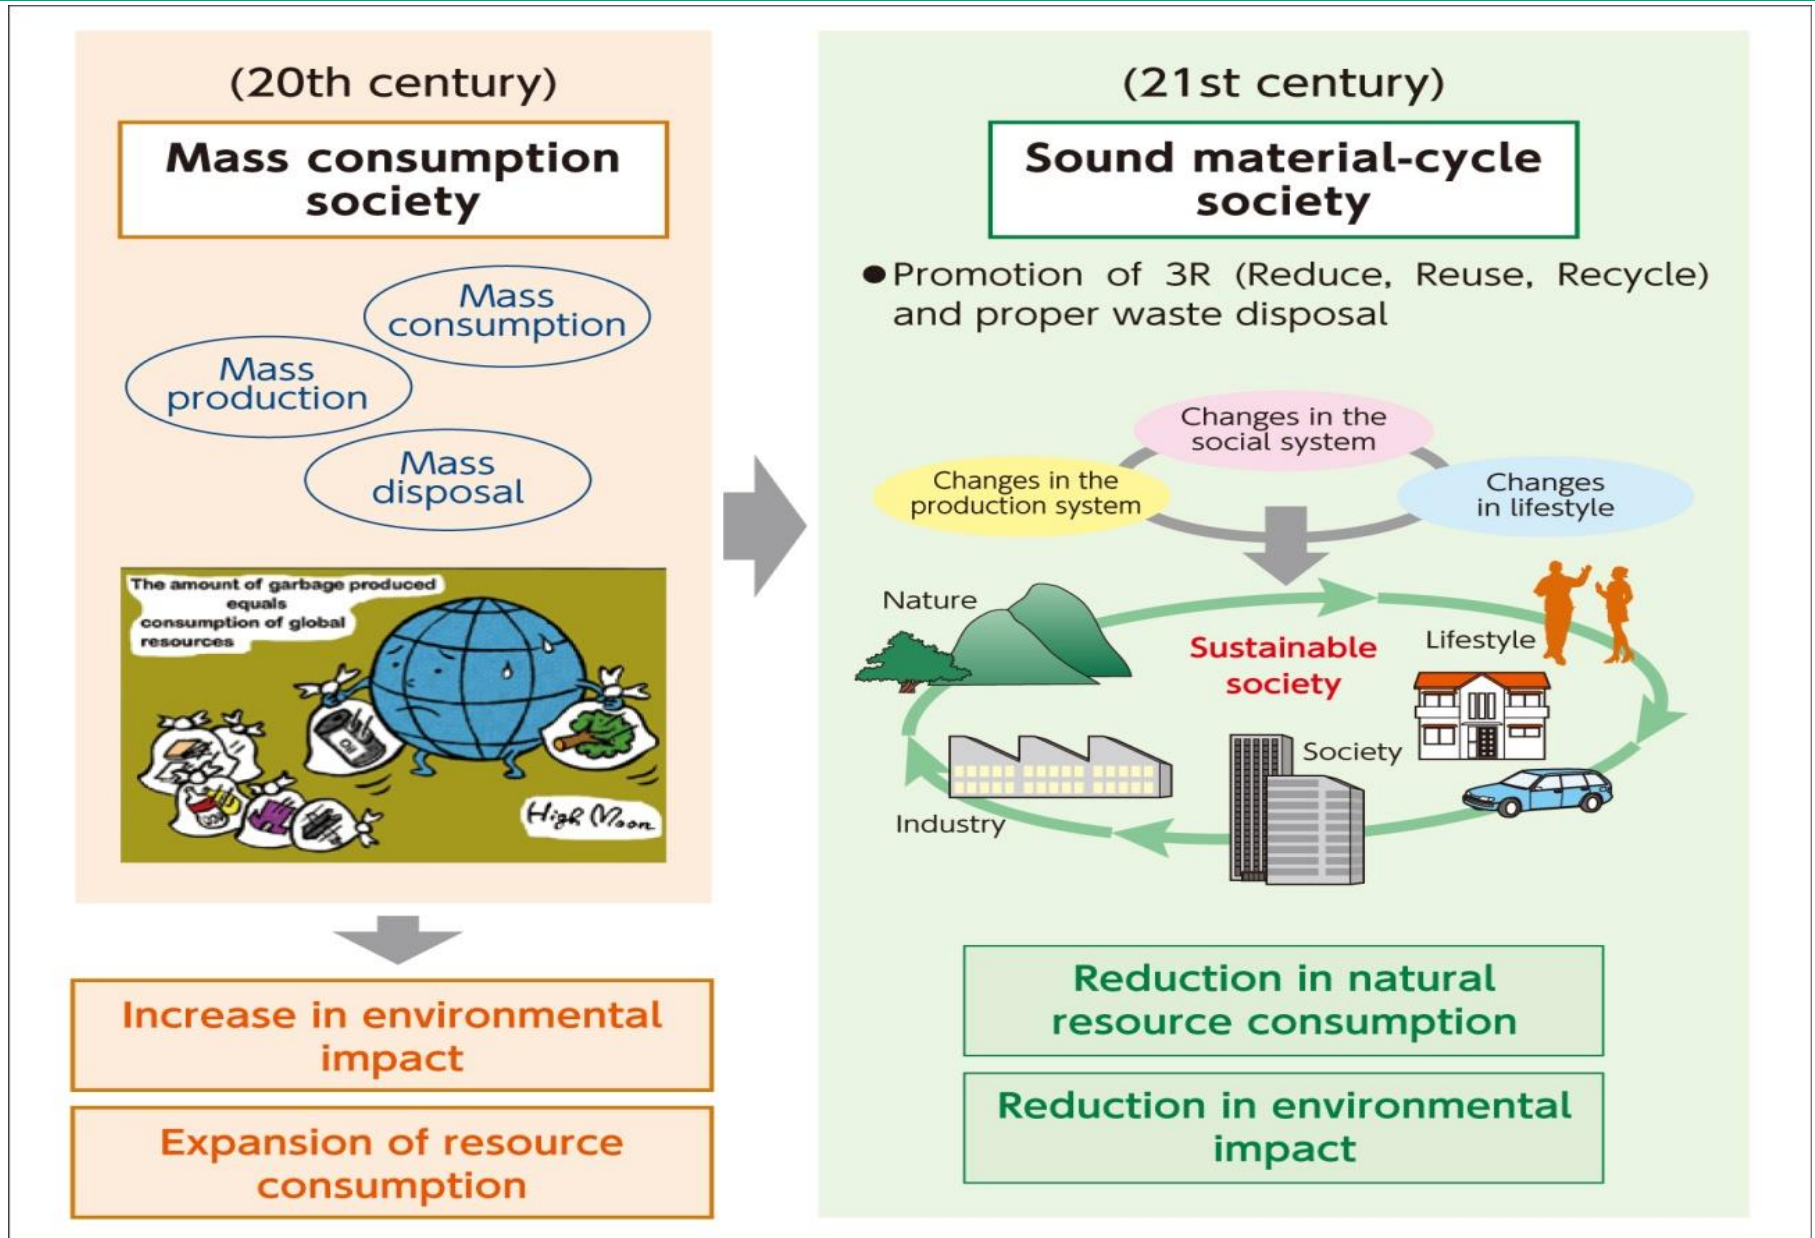 (20th century)
Mass consumption
society
Mass
consumption
Mass
production
Mass
disposal
The amount of garbage produced
equals
consumption of global
resources
Oil
High Moon
Increase in environmental
impact
Expansion of resource
consumption
(21st century)
Sound material-cycle
society
●Promotion of 3R (Reduce, Reuse, Recycle)
and proper waste disposal
Changes in the
social system
Changes in the
production system
Changes
in lifestyle
Nature
Lifestyle
Sustainable
society
Society
Industry
Reduction in natural
resource consumption
Reduction in environmental
impact